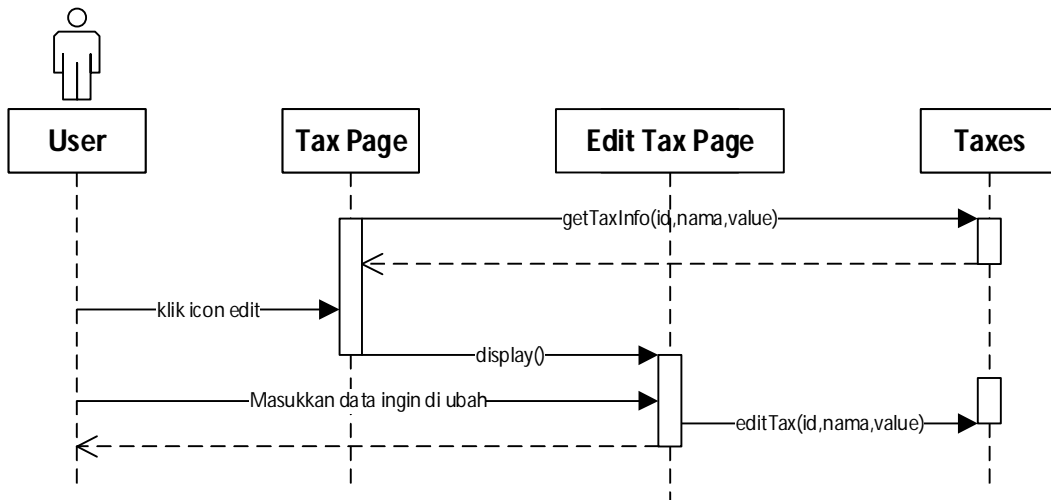 User
Tax Page
Edit Tax Page
Taxes
getTaxInfo(id,nama,value)
klik icon edit
display()
Masukkan data ingin di ubah
editTax(id,nama,value)